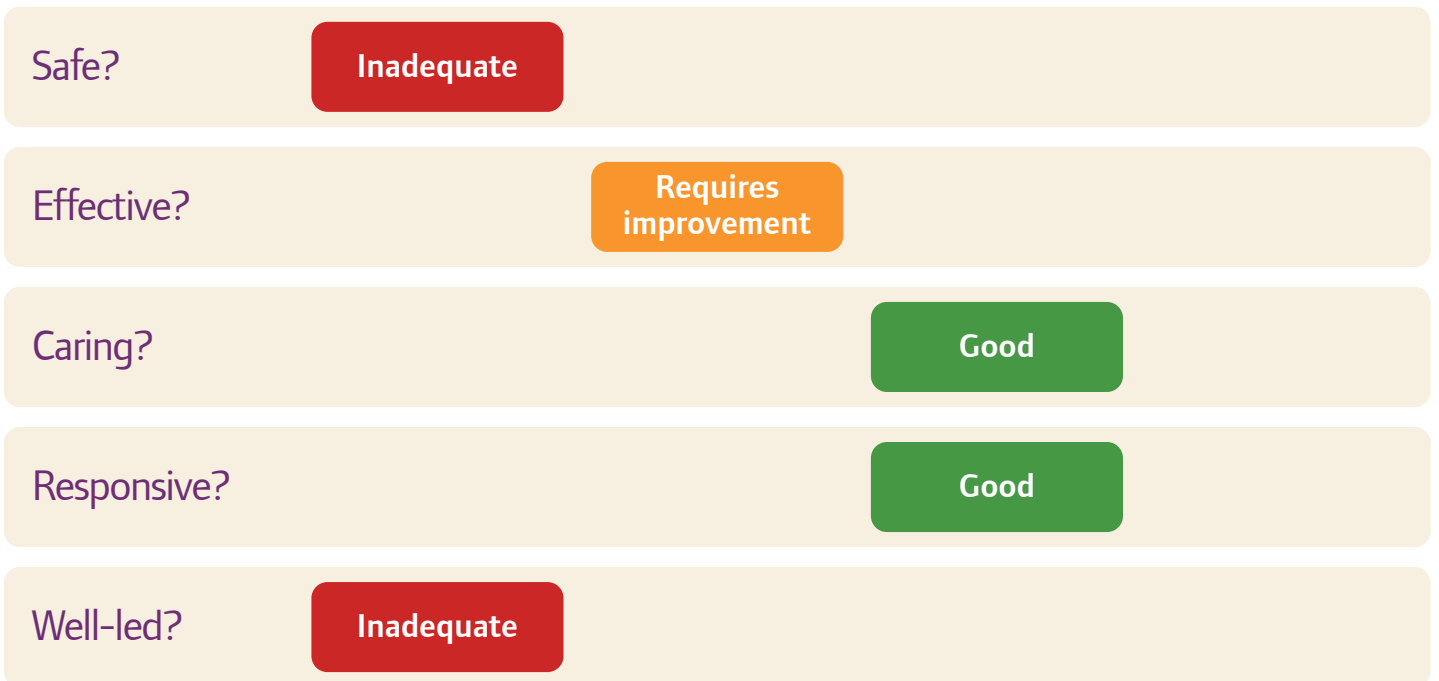 Safe?
Inadequate
Effective?
Requires
improvement
Caring?
Good
Responsive?
Good
Well-led?
Inadequate